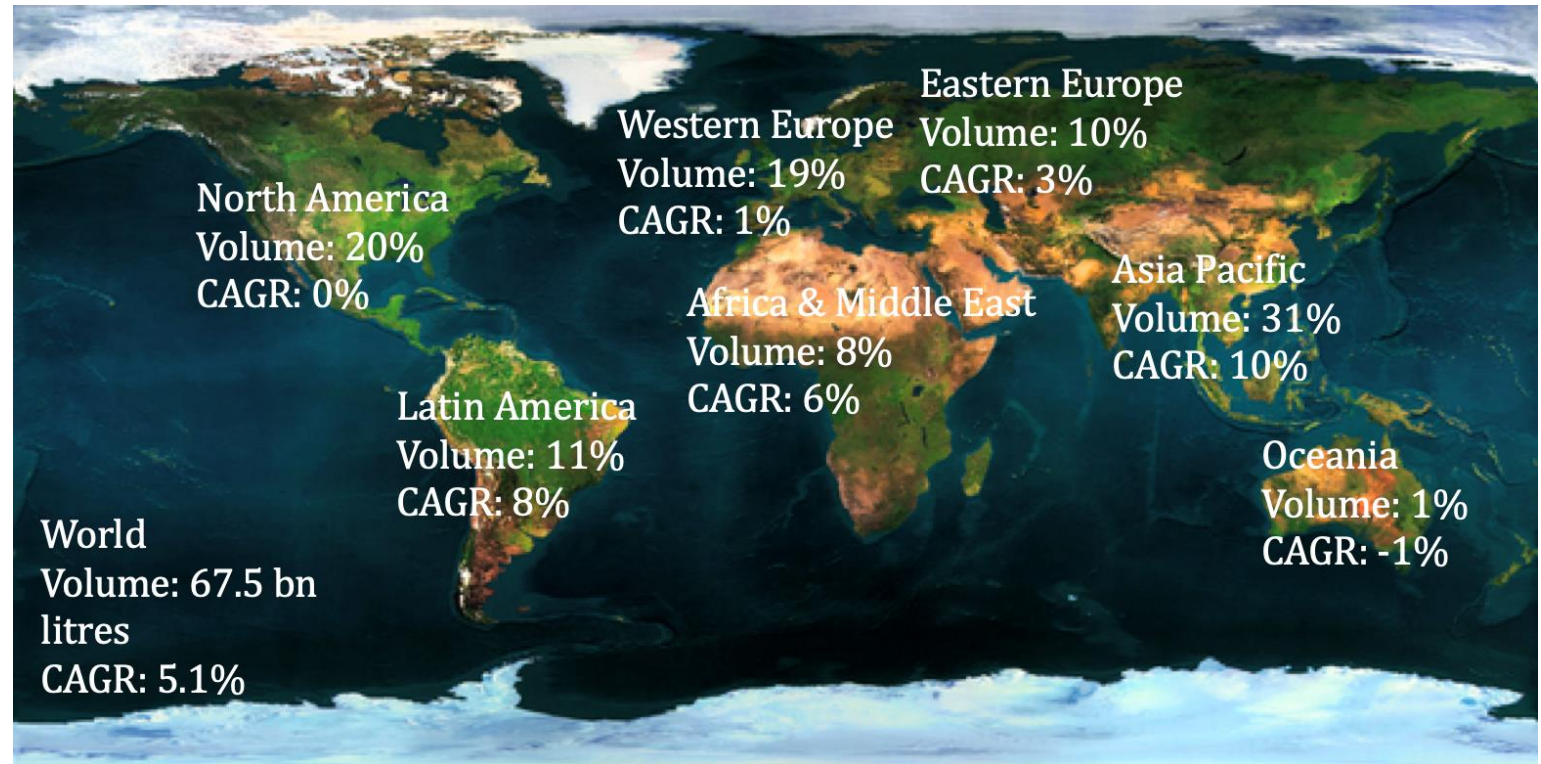 Eastern Europe
Volume: 10%
CAGR: 3%
Western Europe
Volume: 19%
CAGR: 1%
North America
Volume: 20%
CAGR: 0%
Asia Pacific
Volume: 31%
CAGR: 10%
Africa & Middle East
Volume: 8%
CAGR: 6%
Latin America
Volume: 11%
CAGR: 8%
Oceania
Volume: 1%
CAGR: -1%
World
Volume: 67.5 bn
litres
CAGR: 5.1%